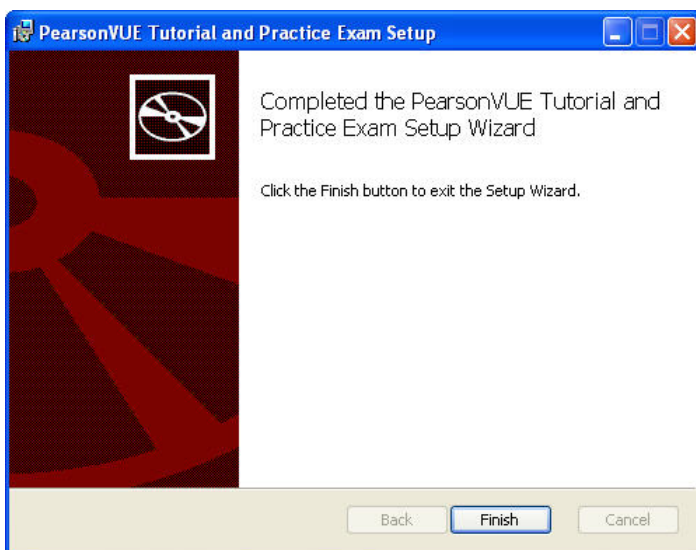 PearsonVUE Tutorial and Practice Exam Setup
Completed the PearsonVUE Tutorial and
Practice Exam Setup Wizard
Click the Finish button to exit the Setup Wizard.
Back
Finish
Cancel